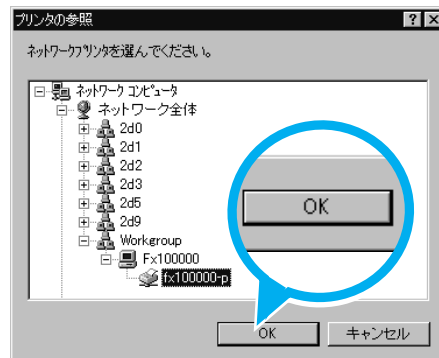 プリンタの参照
ネットワークプリンタを選んでください。
ネットワーク コンピュータ
ネットワーク全体
2d0
2d1
2d2
2d3
2d5
2d9
Workgroup
Fx100000
fx100000-p
OK
OK
キャンセル